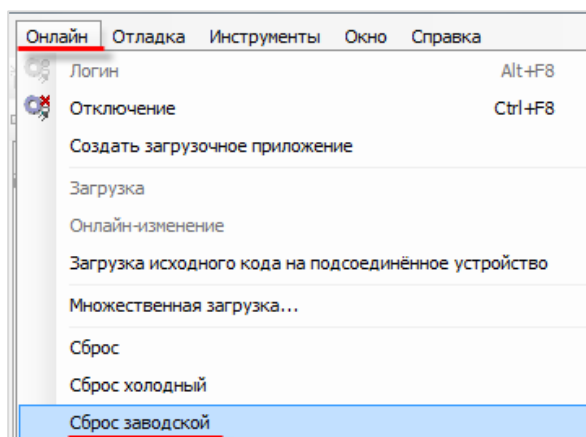 Онлайн Отладка Инструменты Окно Справка
Логин Alt+F8
Отключение Ctrl+F8
Создать загрузочное приложение
Загрузка
Онлайн-изменение
Загрузка исходного кода на подсоединённое устройство
Множественная загрузка...
Сброс
Сброс холодный
Сброс заводской